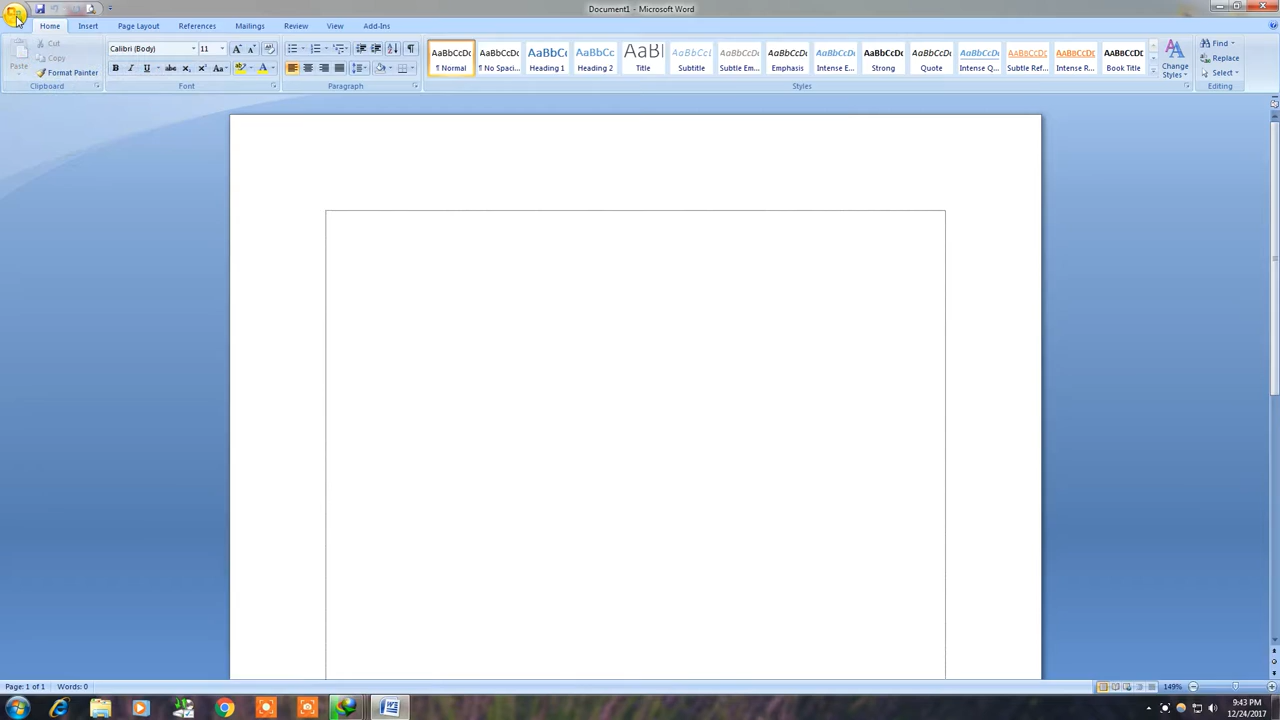 Document1 - Microsoft Word
Home Insert Page Layout References Mailings Review View Add-Ins
Paste
Cut
Copy
Format Painter
Calibri (Body) 11
AaBbCcDc AaBbCcDc AaBbC AaBbCc AaBl AaBbCcI AaBbCcDc AaBbCcDc AaBbCcDc AaBbCcDc AaBbCcDc AaBbCcDc AaBbCcDc AaBbCcDc AaBbCcDc
¶ Normal ¶ No Spaci... Heading 1 Heading 2 Title Subtitle Subtle Em... Emphasis Intense E... Strong Quote Intense Q... Subtle Ref... Intense R... Book Title
Change Styles
Find
Replace
Select
Clipboard Font Paragraph Styles Editing
Page: 1 of 1 Words: 0
149%
9:43 PM
12/24/2017